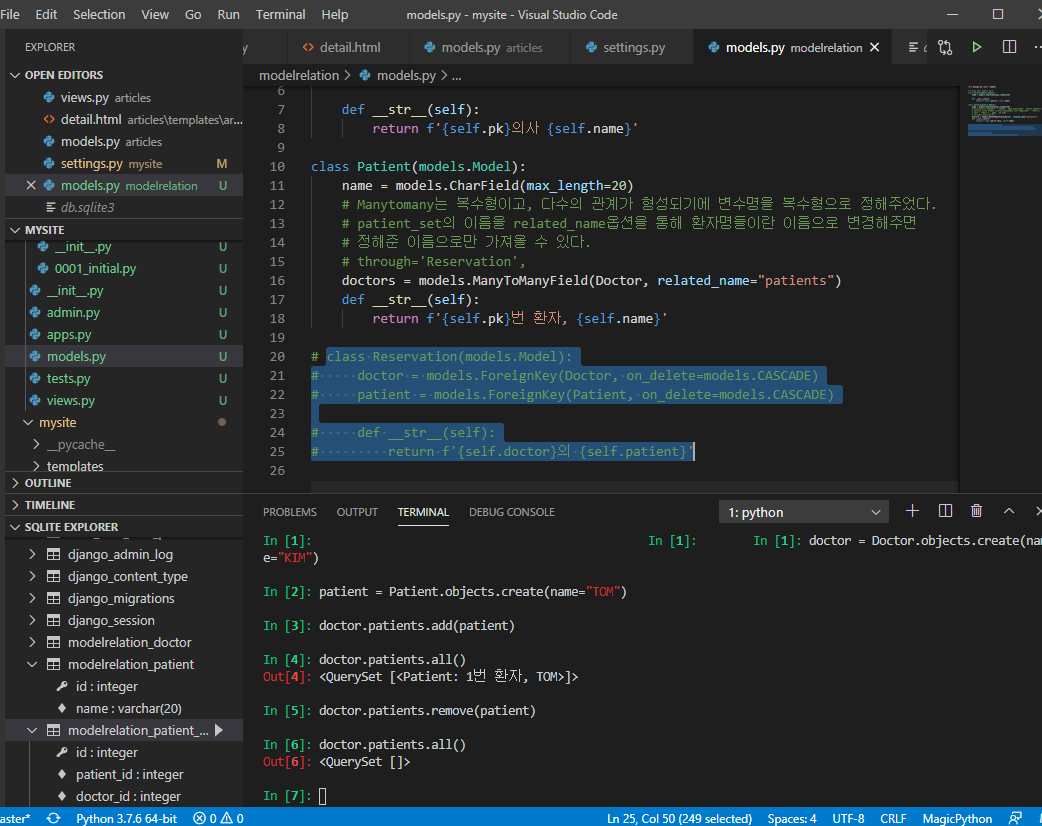 File Edit Selection View Go Run Terminal Help models.py - mysite - Visual Studio Code
EXPLORER
OPEN EDITORS
views.py articles
detail.html articles\templates\ar...
models.py articles
settings.py mysite M
models.py modelrelation U
db.sqlite3
MYSITE
__init__.py U
0001_initial.py U
__init__.py U
admin.py U
apps.py U
models.py U
tests.py U
views.py U
mysite
__pycache__
templates
OUTLINE
TIMELINE
SQLITE EXPLORER
django_admin_log
django_content_type
django_migrations
django_session
modelrelation_doctor
modelrelation_patient
id : integer
name : varchar(20)
modelrelation_patient_...
id : integer
patient_id : integer
doctor_id : integer
y detail.html models.py articles settings.py models.py modelrelation
modelrelation > models.py > ...
6
7 def __str__(self):
8 return f'{self.pk}의사 {self.name}'
9
10 class Patient(models.Model):
11 name = models.CharField(max_length=20)
12 # Manytomany는 복수형이고, 다수의 관계가 형성되기에 변수명을 복수형으로 정해주었다.
13 # patient_set의 이름을 related_name옵션을 통해 환자명들이란 이름으로 변경해주면
14 # 정해준 이름으로만 가져올 수 있다.
15 # through='Reservation',
16 doctors = models.ManyToManyField(Doctor, related_name="patients")
17 def __str__(self):
18 return f'{self.pk}번 환자, {self.name}'
19
20 # class Reservation(models.Model):
21 # doctor = models.ForeignKey(Doctor, on_delete=models.CASCADE)
22 # patient = models.ForeignKey(Patient, on_delete=models.CASCADE)
23
24 # def __str__(self):
25 # return f'{self.doctor}의 {self.patient}'
26
PROBLEMS OUTPUT TERMINAL DEBUG CONSOLE 1: python
In [1]: In [1]: In [1]: doctor = Doctor.objects.create(na
e="KIM")
In [2]: patient = Patient.objects.create(name="TOM")
In [3]: doctor.patients.add(patient)
In [4]: doctor.patients.all()
Out[4]: <QuerySet [<Patient: 1번 환자, TOM>]>
In [5]: doctor.patients.remove(patient)
In [6]: doctor.patients.all()
Out[6]: <QuerySet []>
In [7]:
aster* Python 3.7.6 64-bit 0 0 Ln 25, Col 50 (249 selected) Spaces: 4 UTF-8 CRLF MagicPython